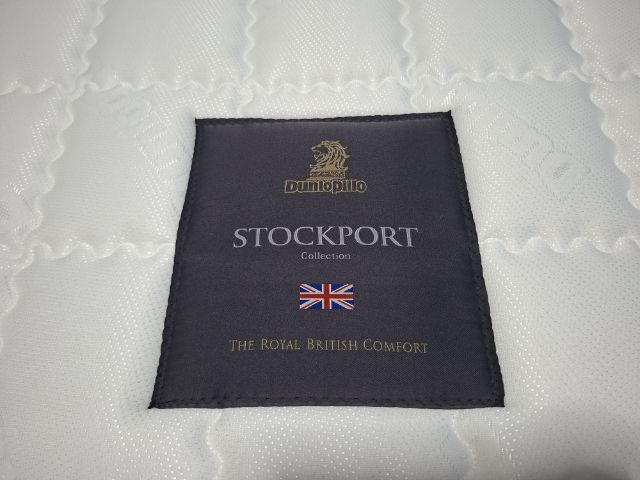 Dunlopillo
STOCKPORT
Collection
THE ROYAL BRITISH COMFORT